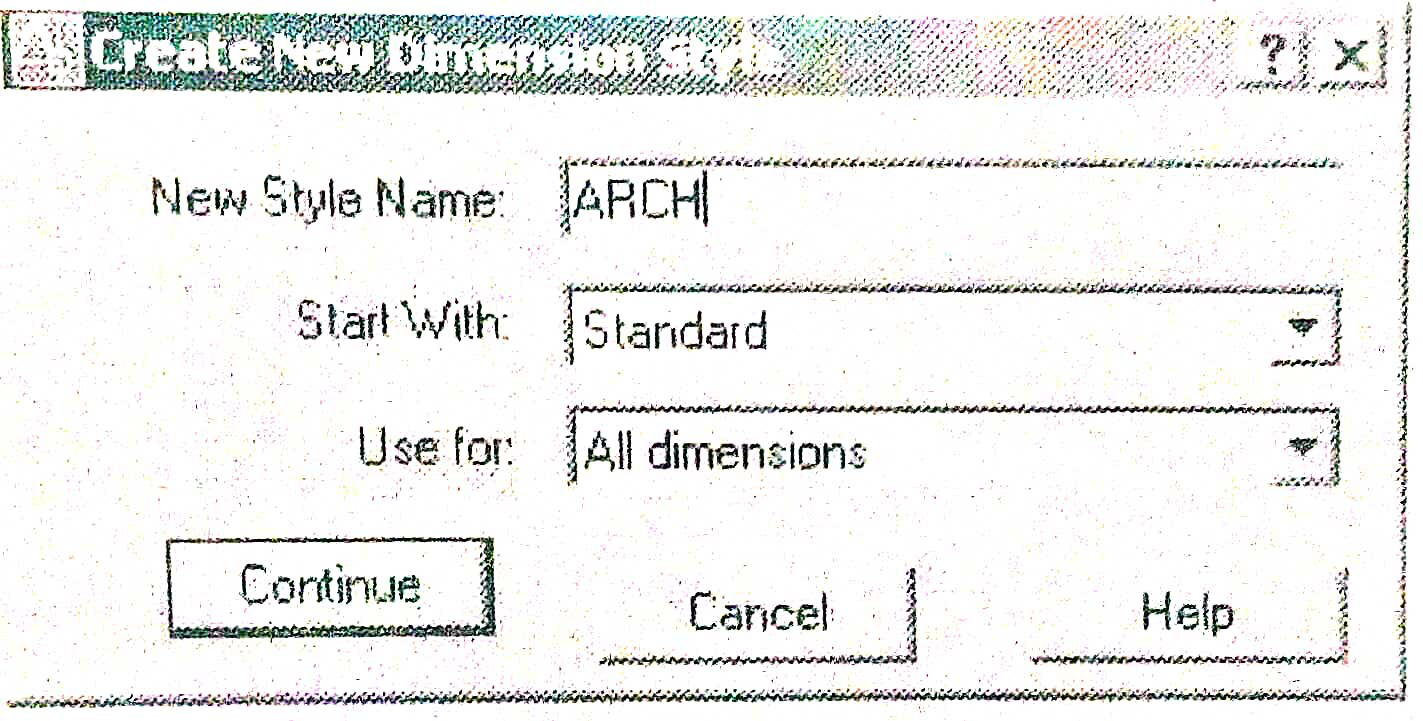 Create New Dimension Style ? X
New Style Name: ARCH
Start With: Standard
Use for: All dimensions
Continue Cancel Help